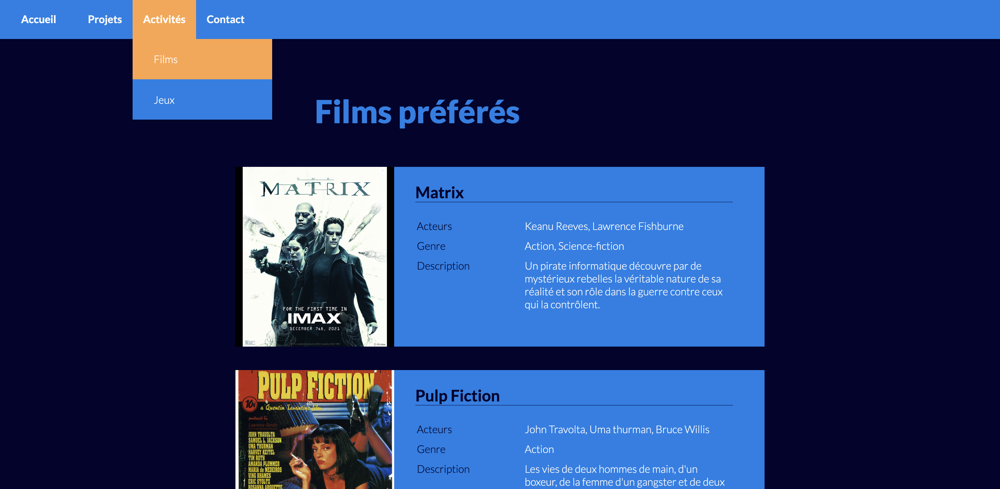 Accueil Projets Activités Contact
Films
Jeux
Films préférés
THE
MATRIX
FOR THE FIRST TIME IN
IMAX
DECEMBER 7&8, 2021
Matrix
Acteurs Keanu Reeves, Lawrence Fishburne
Genre Action, Science-fiction
Description Un pirate informatique découvre par de
mystérieux rebelles la véritable nature de sa
réalité et son rôle dans la guerre contre ceux
qui la contrôlent.
PULP FICTION
10¢
a Quentin Tarantino film
produced by
Lawrence Bender
JOHN TRAVOLTA
SAMUEL L. JACKSON
UMA THURMAN
HARVEY KEITEL
TIM ROTH
AMANDA PLUMMER
MARIA de MEDEIROS
VING RHAMES
ERIC STOLTZ
ROSANNA ARQUETTE
Pulp Fiction
Acteurs John Travolta, Uma thurman, Bruce Willis
Genre Action
Description Les vies de deux hommes de main, d'un
boxeur, de la femme d'un gangster et de deux